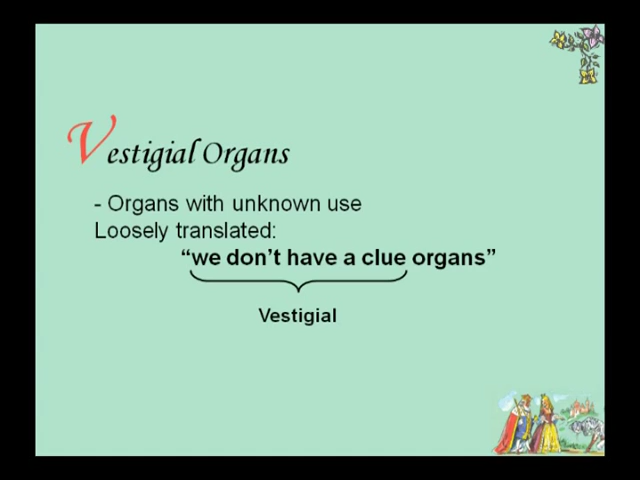 Vestigial Organs
- Organs with unknown use
Loosely translated:
“we don’t have a clue organs”
Vestigial